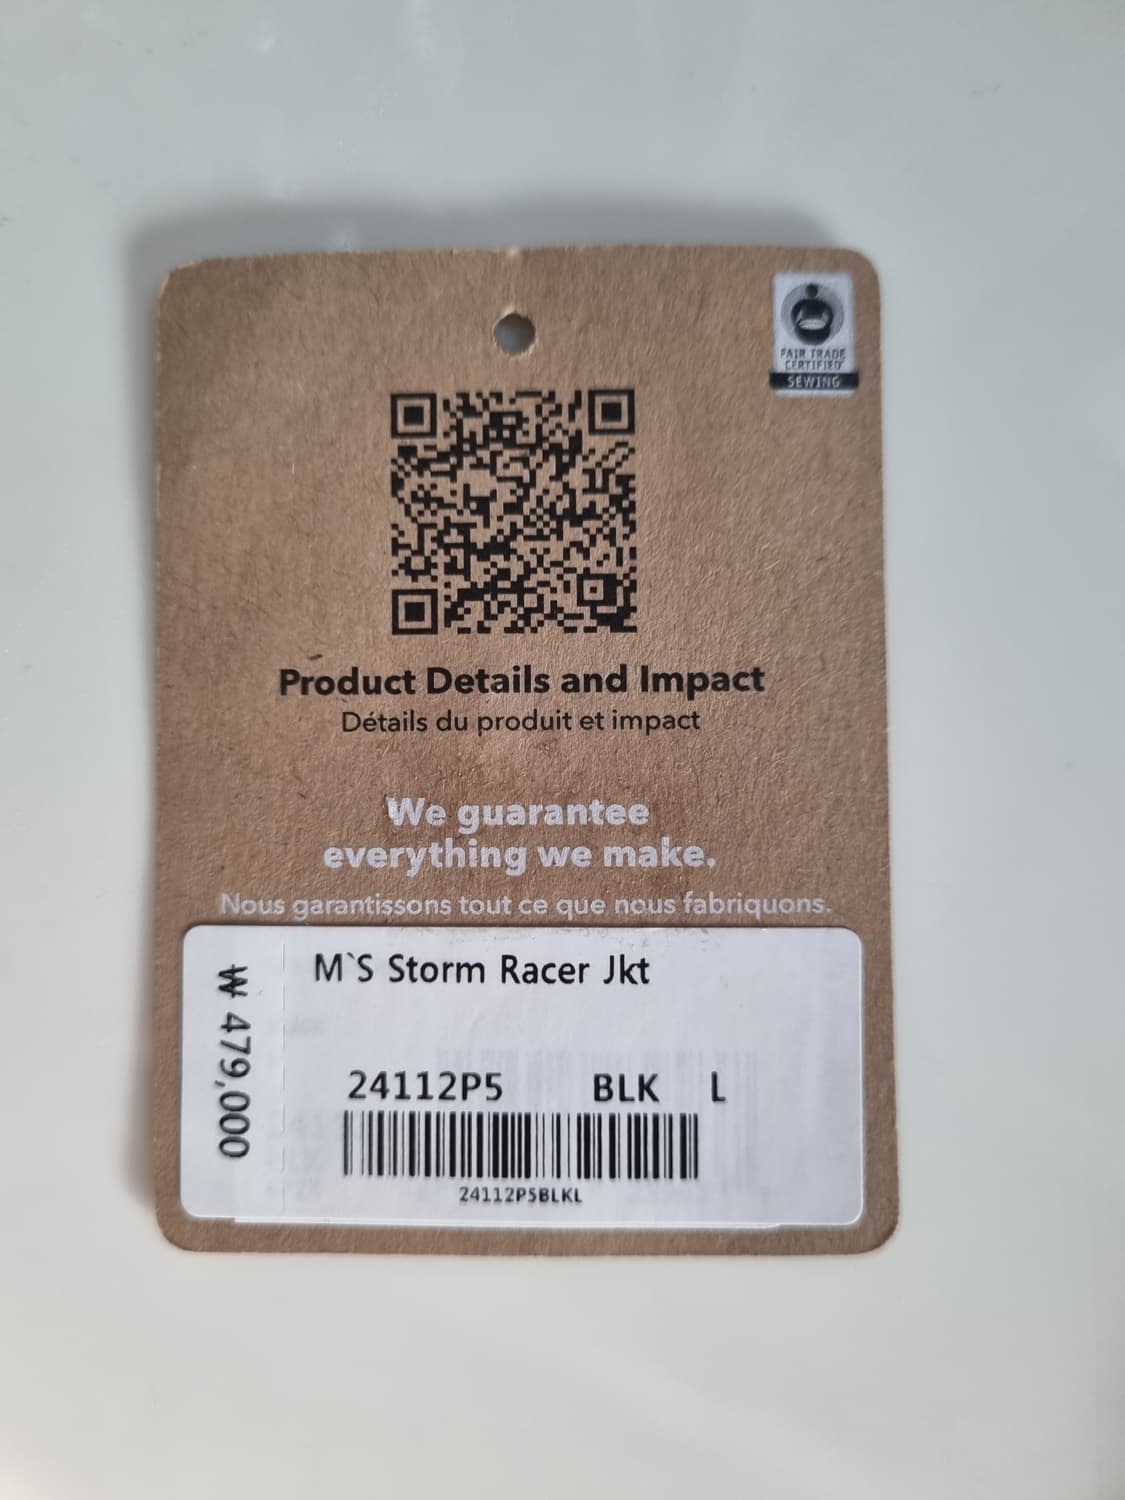 FAIR TRADE
CERTIFIED
SEWING
Product Details and Impact
Détails du produit et impact
We guarantee
everything we make.
Nous garantissons tout ce que nous fabriquons.
M`S Storm Racer Jkt
₩ 479,000
24112P5 BLK L
24112P5BLKL